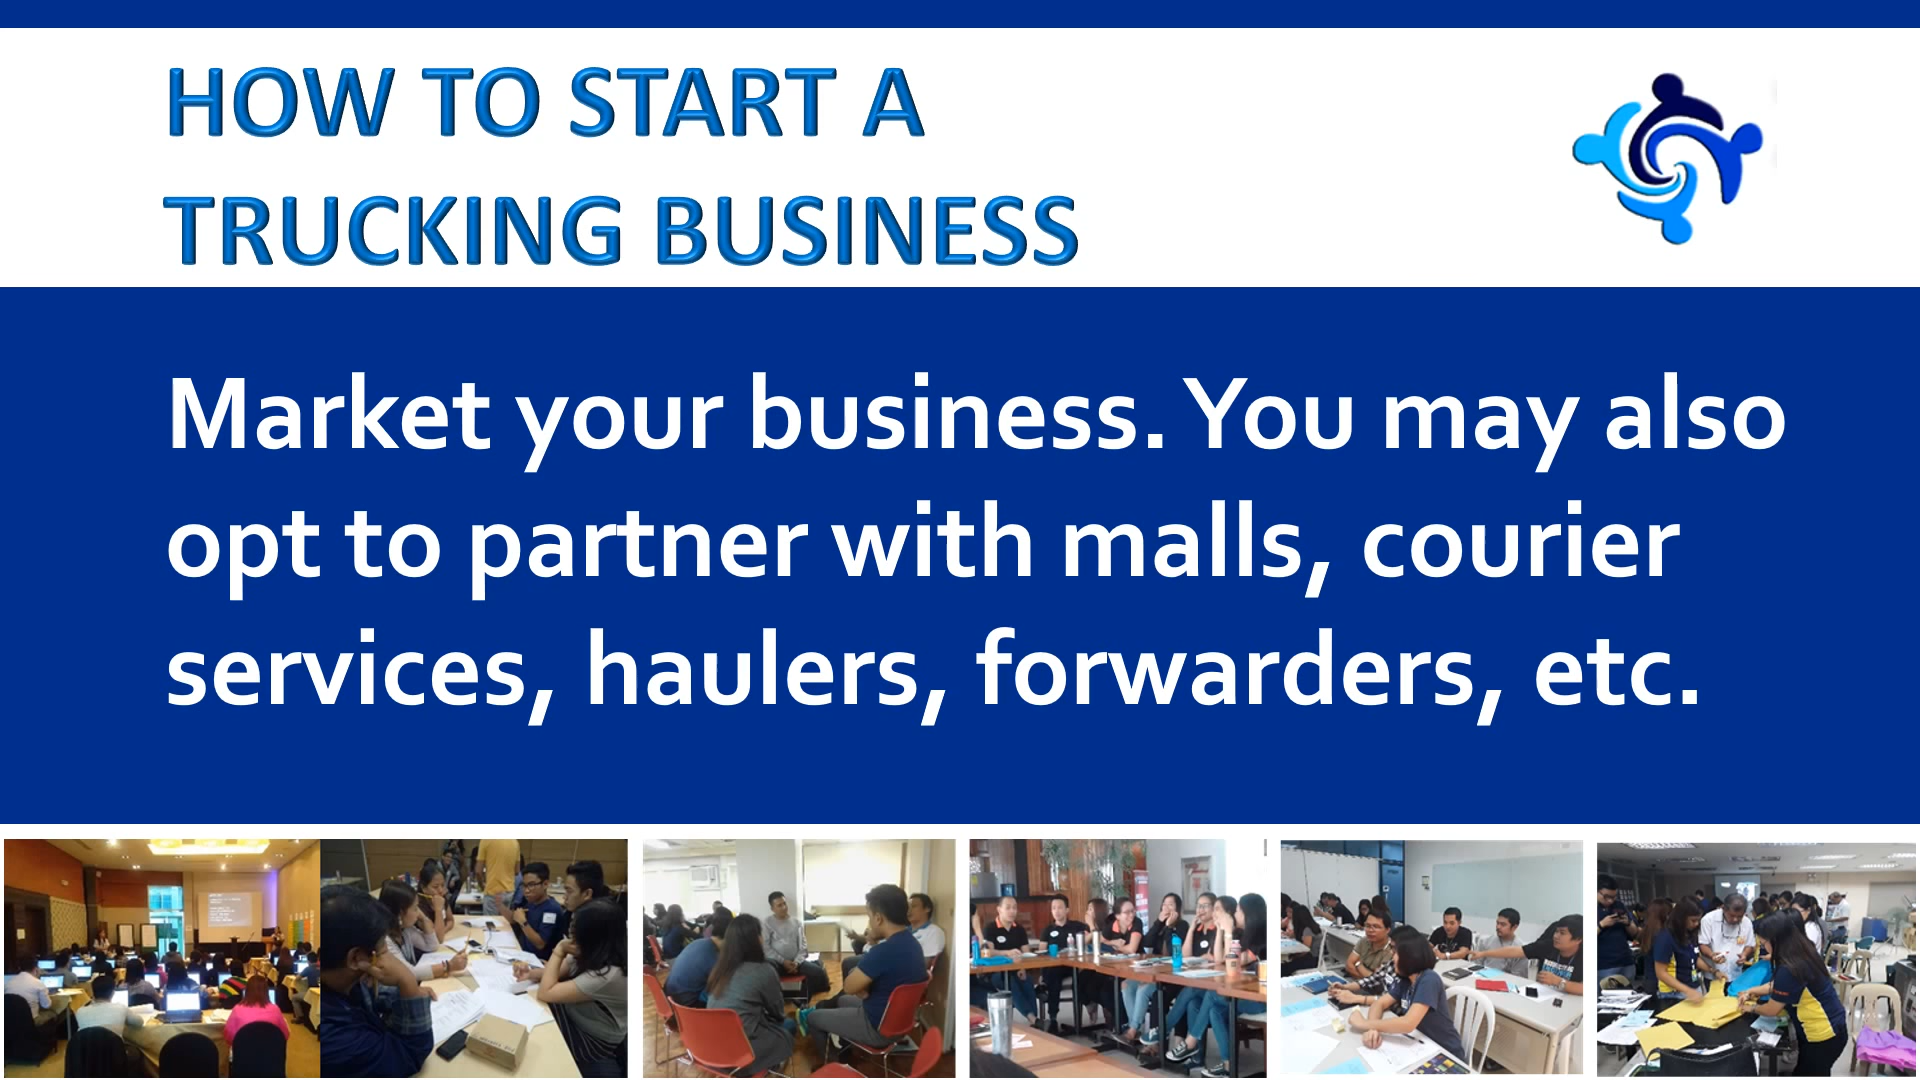 HOW TO START A
TRUCKING BUSINESS
Market your business. You may also
opt to partner with malls, courier
services, haulers, forwarders, etc.